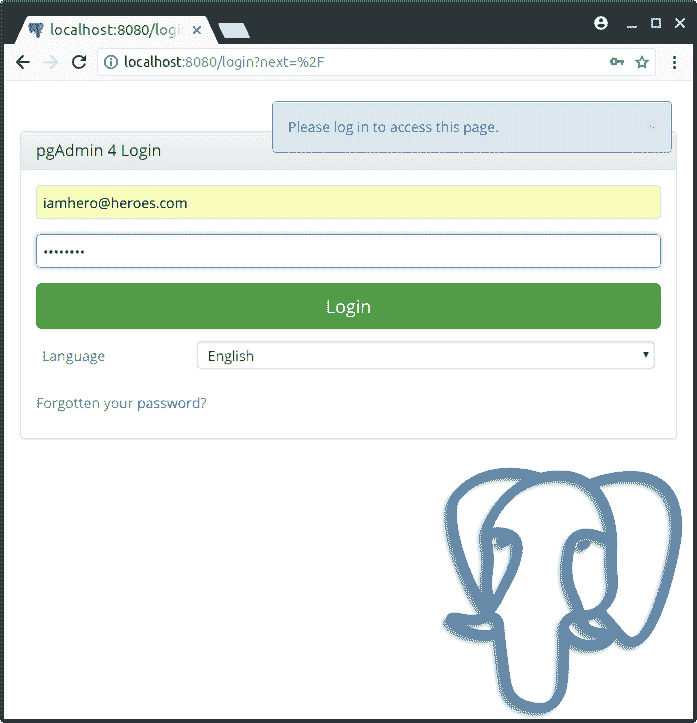 localhost:8080/logi
localhost:8080/login?next=%2F
Please log in to access this page.
pgAdmin 4 Login
iamhero@heroes.com
••••••••
Login
Language
English
Forgotten your password?